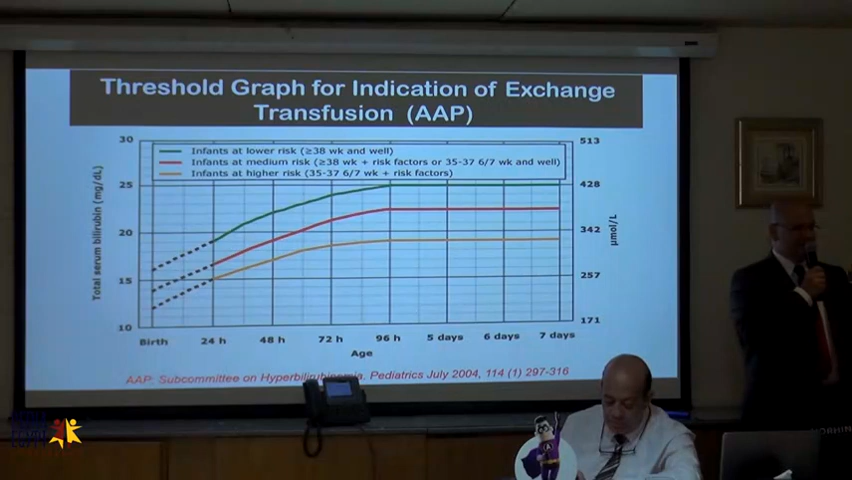 Threshold Graph for Indication of Exchange
Transfusion (AAP)
30
513
Infants at lower risk (≥38 wk and well)
Infants at medium risk (≥38 wk + risk factors or 35-37 6/7 wk and well)
Infants at higher risk (35-37 6/7 wk + risk factors)
25
428
20
342
15
257
10
171
Total serum bilirubin (mg/dL)
µmol/L
Birth 24 h 48 h 72 h 96 h 5 days 6 days 7 days
Age
AAP: Subcommittee on Hyperbilirubinemia. Pediatrics July 2004, 114 (1) 297-316